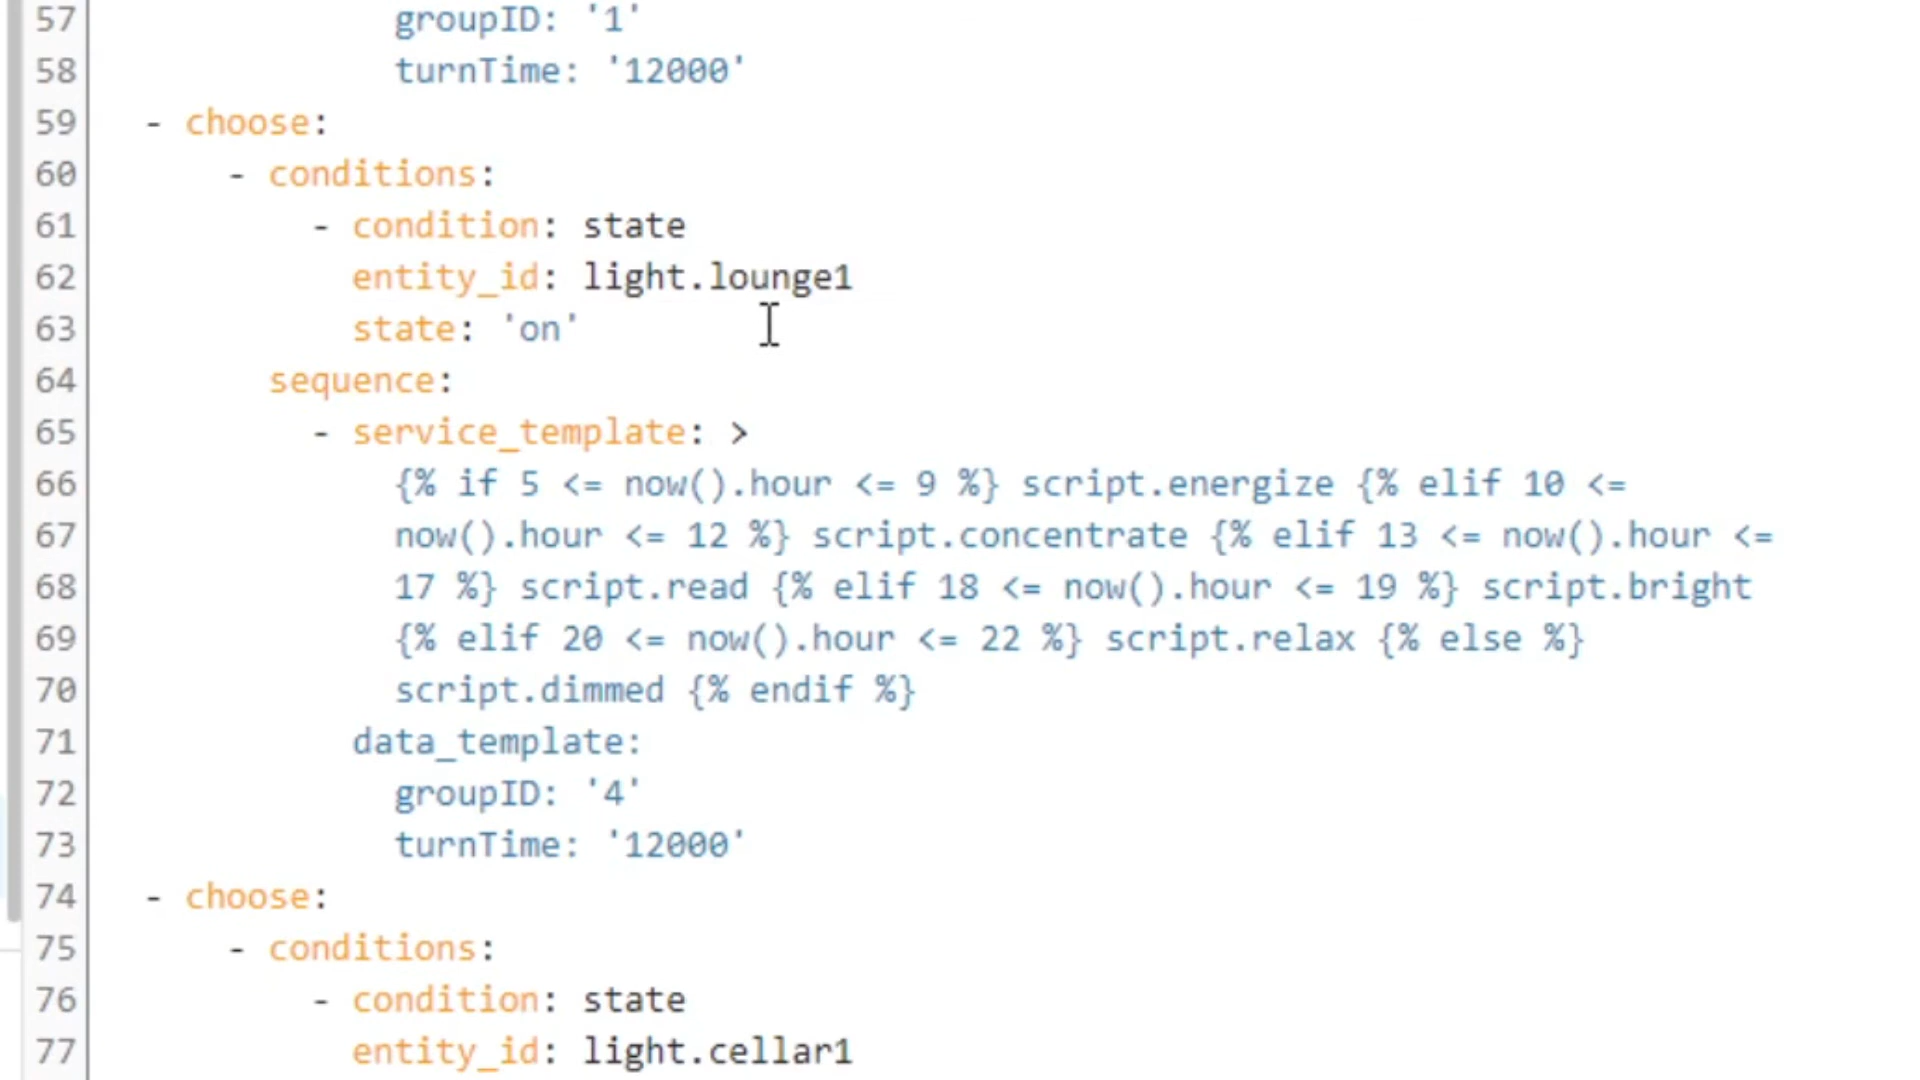 57 groupID: '1'
58 turnTime: '12000'
59 - choose:
60 - conditions:
61 - condition: state
62 entity_id: light.lounge1
63 state: 'on'
64 sequence:
65 - service_template: >
66 {% if 5 <= now().hour <= 9 %} script.energize {% elif 10 <=
67 now().hour <= 12 %} script.concentrate {% elif 13 <= now().hour <=
68 17 %} script.read {% elif 18 <= now().hour <= 19 %} script.bright
69 {% elif 20 <= now().hour <= 22 %} script.relax {% else %}
70 script.dimmed {% endif %}
71 data_template:
72 groupID: '4'
73 turnTime: '12000'
74 - choose:
75 - conditions:
76 - condition: state
77 entity_id: light.cellar1